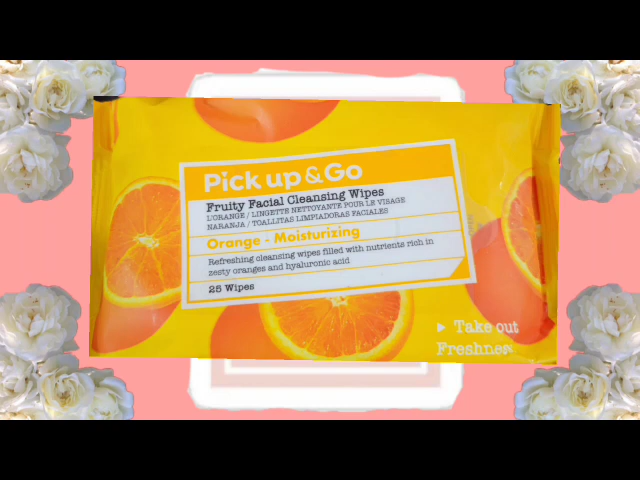 Pick up & Go
Fruity Facial Cleansing Wipes
L'ORANGE / LINGETTE NETTOYANTE POUR LE VISAGE
NARANJA / TOALLITAS LIMPIADORAS FACIALES
Orange - Moisturizing
Refreshing cleansing wipes filled with nutrients rich in
zesty oranges and hyaluronic acid
25 Wipes
Take out
Freshness